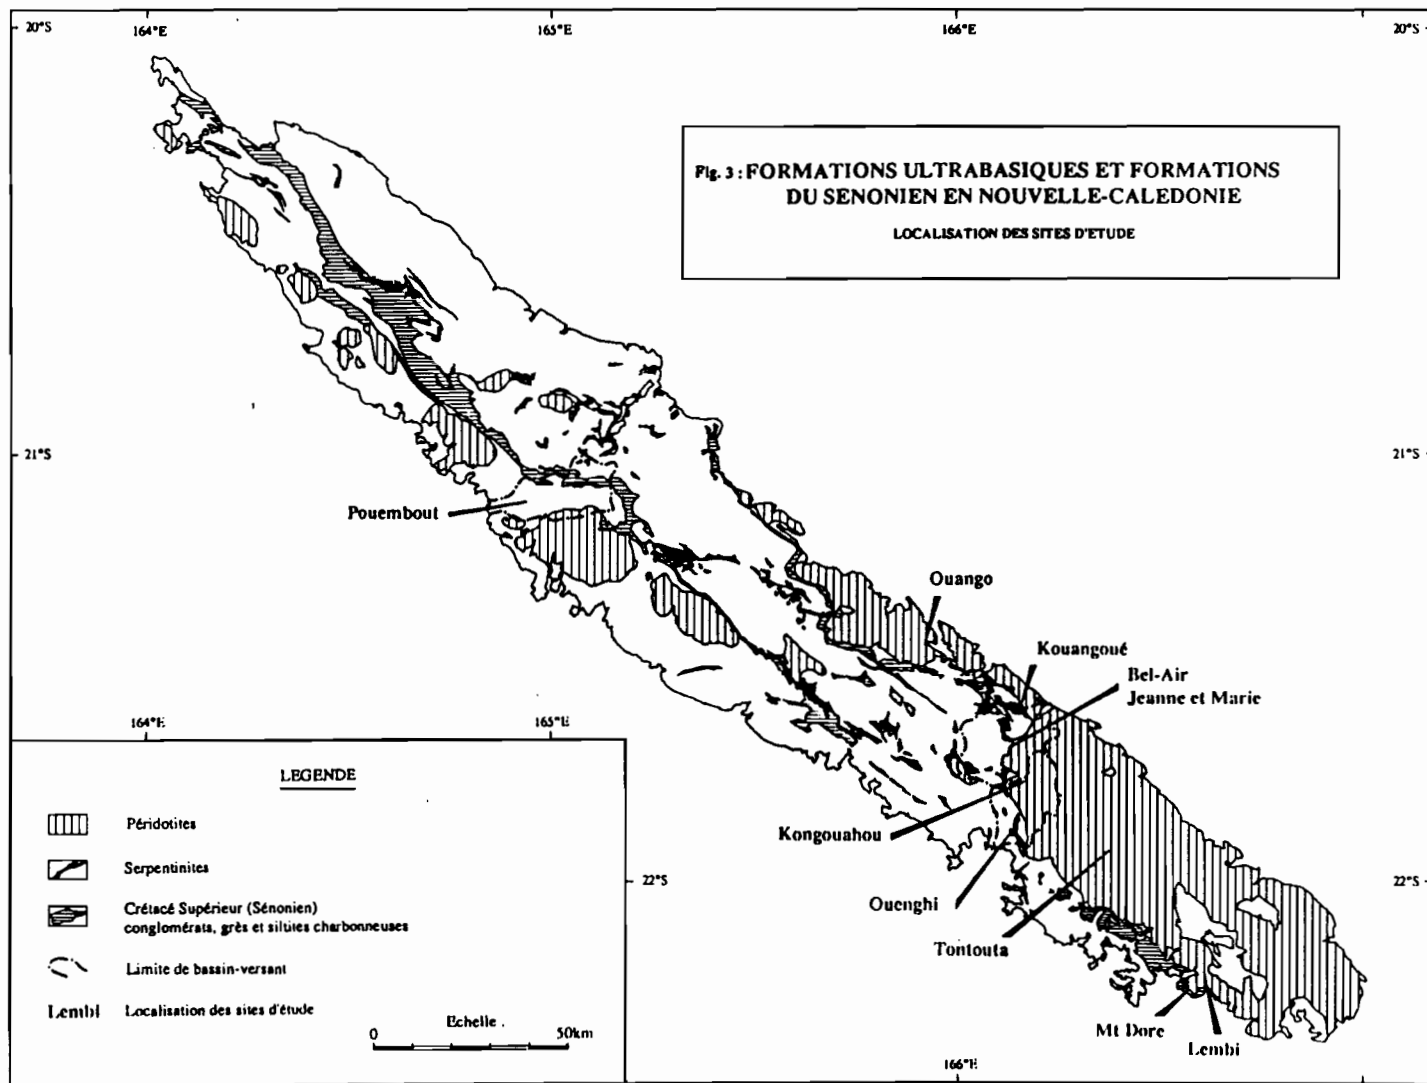 164°E
165°E
166°E
20°S
20°S
Fig. 3 : FORMATIONS ULTRABASIQUES ET FORMATIONS
DU SENONIEN EN NOUVELLE-CALEDONIE
LOCALISATION DES SITES D'ETUDE
21°S
21°S
Pouembout
Ouango
Kouangoué
Bel-Air
Jeanne et Marie
164°E
165°E
Kongouahou
22°S
22°S
Ouenghi
Tontouta
Mt Dore
Lembi
166°E
LEGENDE
Péridotites
Serpentinites
Crétacé Supérieur (Sénonien)
conglomérats, grès et siltites charbonneuses
Limite de bassin-versant
Lembi Localisation des sites d'étude
Echelle .
0 50km